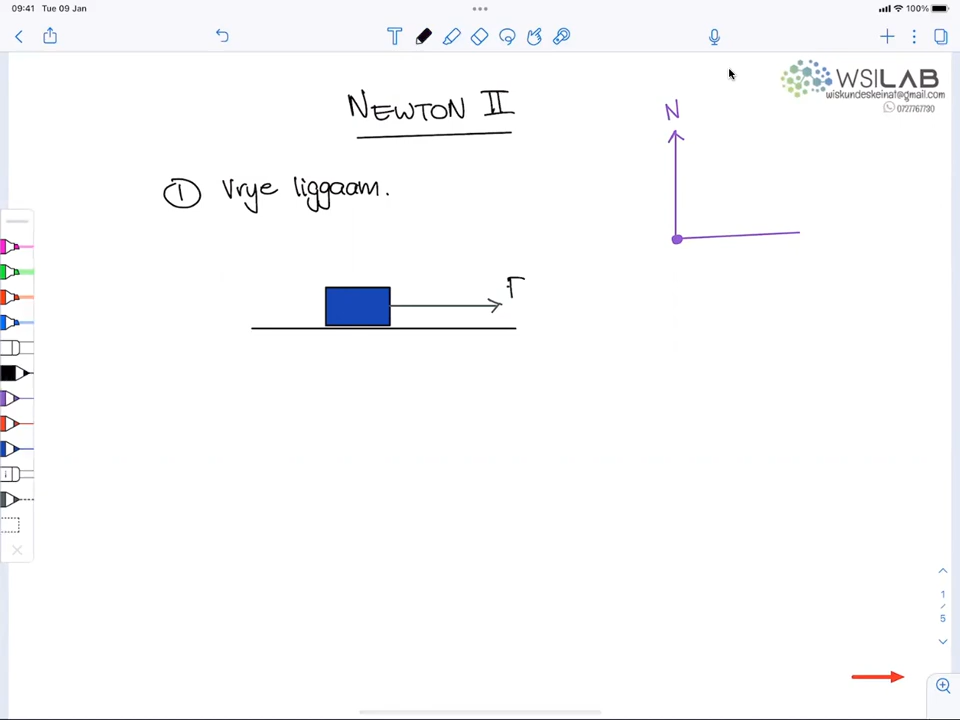 09:41 Tue 09 Jan
100%
WSILAB
wiskundeskeinat@gmail.com
0727767730
NEWTON II
N
① Vrye liggaam.
F
T
1
/
5